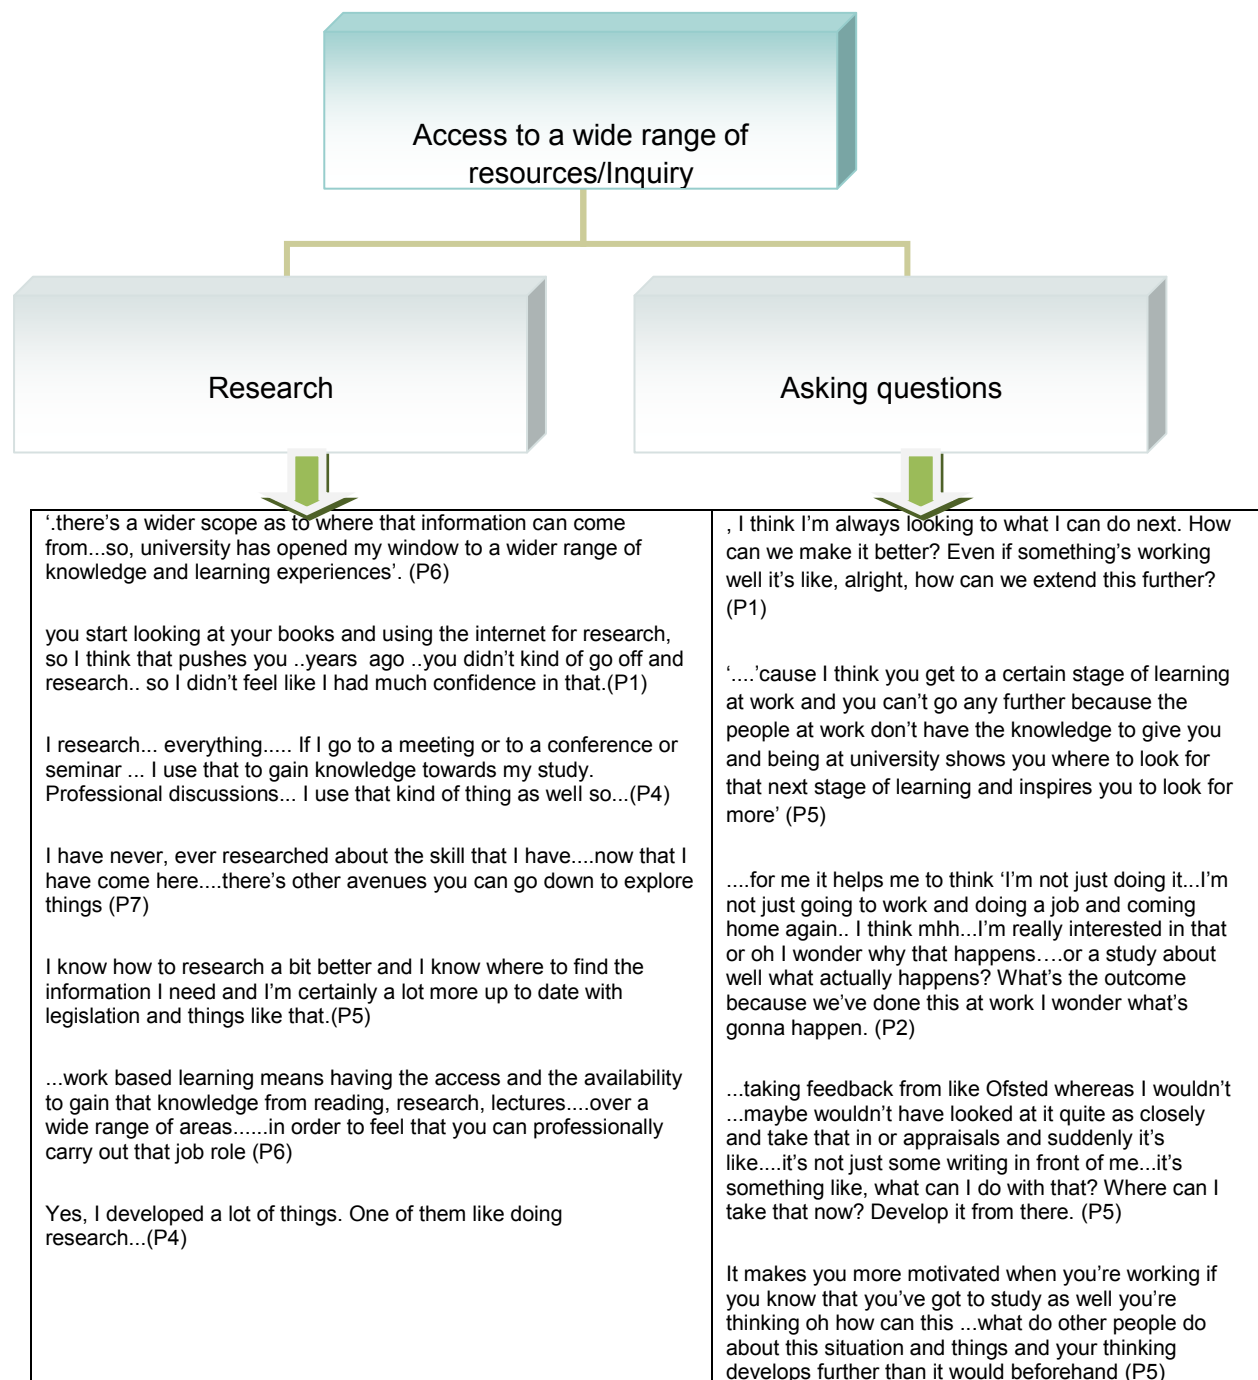 Access to a wide range of
resources/Inquiry
Research
Asking questions
‘.there’s a wider scope as to where that information can come
from...so, university has opened my window to a wider range of
knowledge and learning experiences’. (P6)
you start looking at your books and using the internet for research,
so I think that pushes you ..years  ago ..you didn’t kind of go off and
research.. so I didn’t feel like I had much confidence in that.(P1)
I research... everything..... If I go to a meeting or to a conference or
seminar ... I use that to gain knowledge towards my study.
Professional discussions... I use that kind of thing as well so...(P4)
I have never, ever researched about the skill that I have....now that I
have come here....there’s other avenues you can go down to explore
things (P7)
I know how to research a bit better and I know where to find the
information I need and I’m certainly a lot more up to date with
legislation and things like that.(P5)
...work based learning means having the access and the availability
to gain that knowledge from reading, research, lectures....over a
wide range of areas......in order to feel that you can professionally
carry out that job role (P6)
Yes, I developed a lot of things. One of them like doing
research...(P4)
, I think I’m always looking to what I can do next. How
can we make it better? Even if something’s working
well it’s like, alright, how can we extend this further?
(P1)
‘....’cause I think you get to a certain stage of learning
at work and you can’t go any further because the
people at work don’t have the knowledge to give you
and being at university shows you where to look for
that next stage of learning and inspires you to look for
more’ (P5)
....for me it helps me to think ‘I’m not just doing it...I’m
not just going to work and doing a job and coming
home again.. I think mhh...I’m really interested in that
or oh I wonder why that happens….or a study about
well what actually happens? What’s the outcome
because we’ve done this at work I wonder what’s
gonna happen. (P2)
...taking feedback from like Ofsted whereas I wouldn’t
...maybe wouldn’t have looked at it quite as closely
and take that in or appraisals and suddenly it’s
like....it’s not just some writing in front of me...it’s
something like, what can I do with that? Where can I
take that now? Develop it from there. (P5)
It makes you more motivated when you’re working if
you know that you’ve got to study as well you’re
thinking oh how can this ...what do other people do
about this situation and things and your thinking
develops further than it would beforehand (P5)